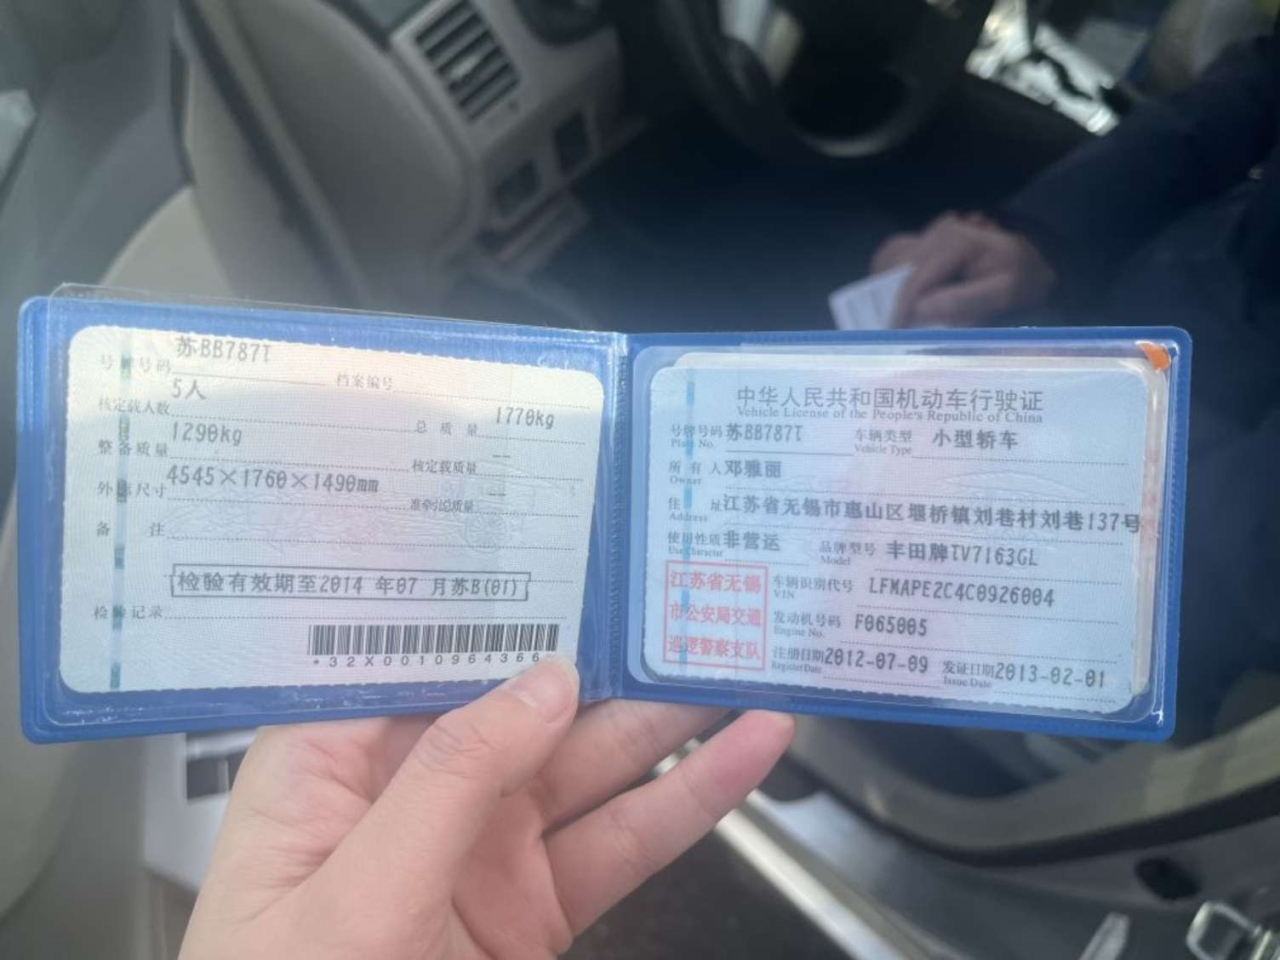 号牌号码 苏BB787T 档案编号
核定载人数 5人 总质量 1770kg
整备质量 1290kg 核定载质量 --
外廓尺寸 4545×1760×1490mm 准牵引总质量 --
备注
检验有效期至2014 年07 月苏B(01)
检验记录
*32X0010964366
中华人民共和国机动车行驶证
Vehicle License of the People's Republic of China
号牌号码 苏BB787T 车辆类型 小型轿车
Plate No. Vehicle Type
所有人 邓雅丽
Owner
住址 江苏省无锡市惠山区堰桥镇刘巷村刘巷137号
Address
使用性质 非营运 品牌型号 丰田牌TV7163GL
Use Character Model
江苏省无锡
市公安局交通
巡逻警察支队
车辆识别代号 LFMAPE2C4C0926004
VIN
发动机号码 F065005
Engine No.
注册日期 2012-07-09 发证日期 2013-02-01
Register Date Issue Date